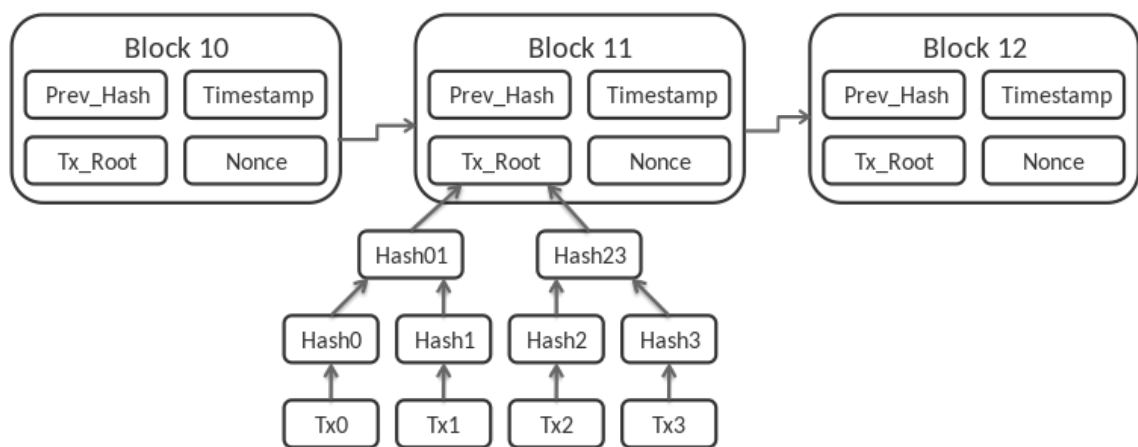 Block 10
Block 11
Block 12
Prev_Hash Timestamp
Prev_Hash Timestamp
Prev_Hash Timestamp
Tx_Root Nonce
Tx_Root Nonce
Tx_Root Nonce
Hash01 Hash23
Hash0 Hash1 Hash2 Hash3
Tx0 Tx1 Tx2 Tx3